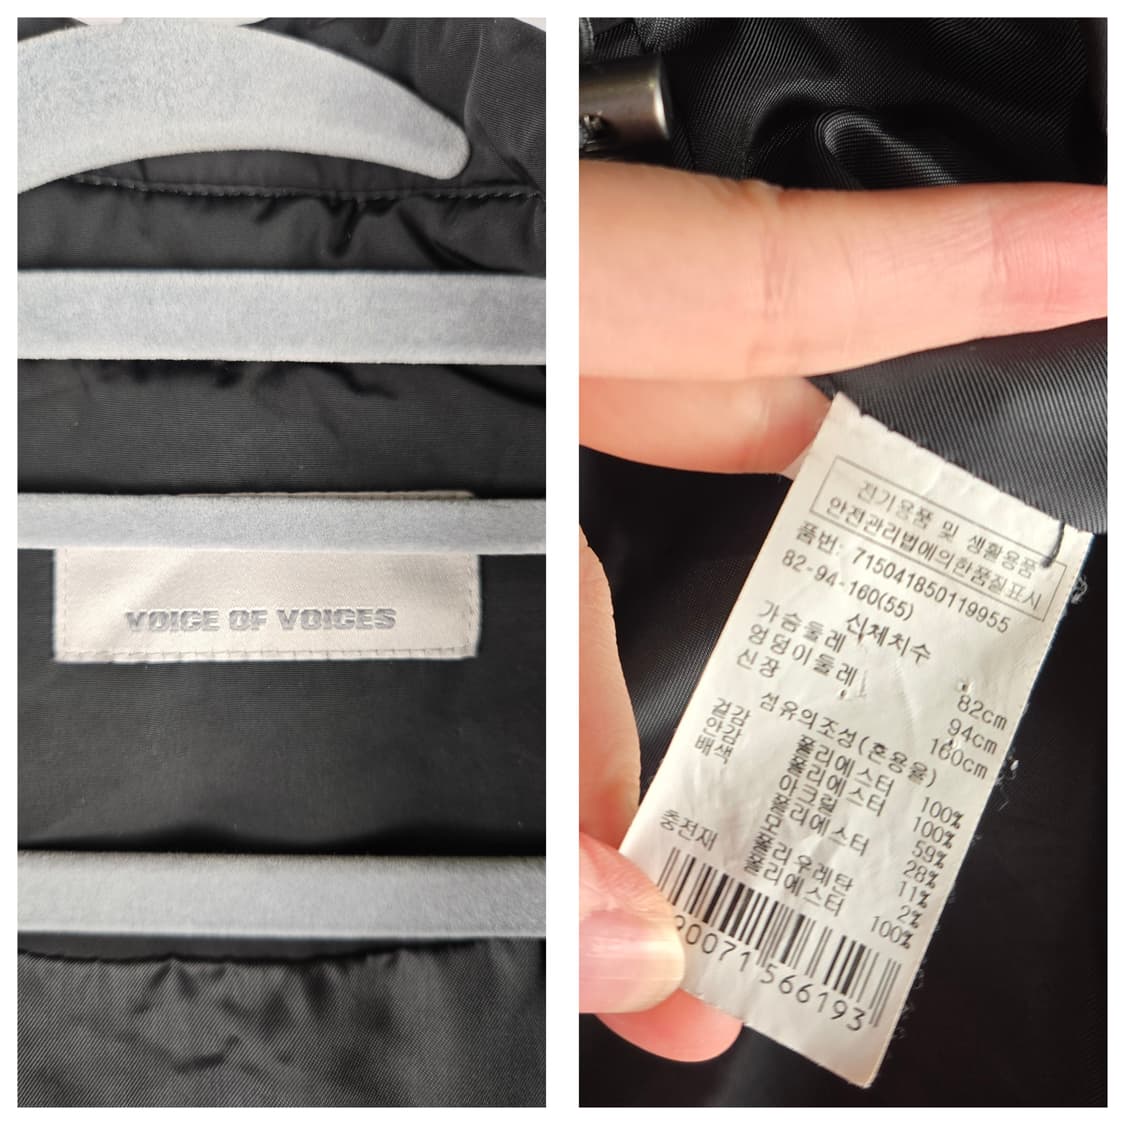 VOICE OF VOICES
전기용품 및 생활용품
안전관리법에의한품질표시
품번: 715041850119955
82-94-160(55)
신체치수
가슴둘레 82cm
엉덩이둘레 94cm
신장 160cm
섬유의조성(혼용율)
겉감 폴리에스터 100%
안감 폴리에스터 100%
배색 아크릴 59%
폴리에스터 28%
11%
폴리우레탄 2%
충전재 폴리에스터 100%
90071 566193